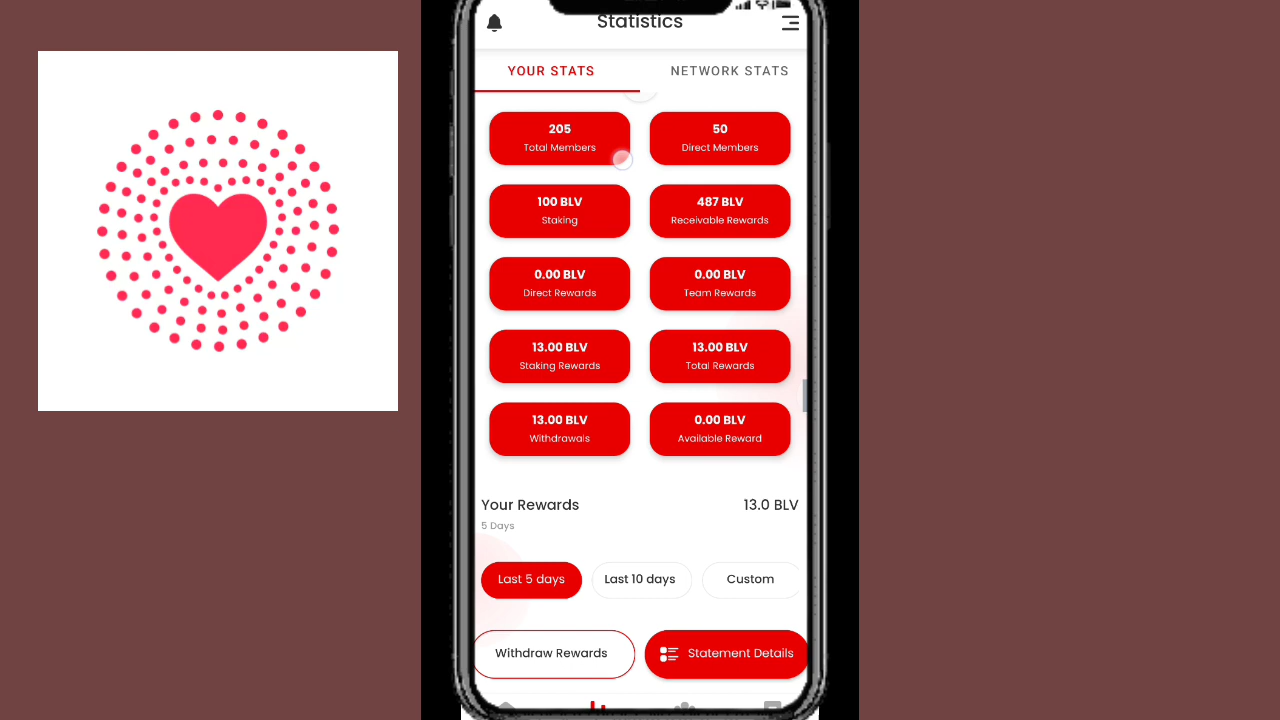 Statistics
YOUR STATS
NETWORK STATS
205
Total Members
50
Direct Members
100 BLV
Staking
487 BLV
Receivable Rewards
0.00 BLV
Direct Rewards
0.00 BLV
Team Rewards
13.00 BLV
Staking Rewards
13.00 BLV
Total Rewards
13.00 BLV
Withdrawals
0.00 BLV
Available Reward
Your Rewards
13.0 BLV
5 Days
Last 5 days
Last 10 days
Custom
Withdraw Rewards
Statement Details